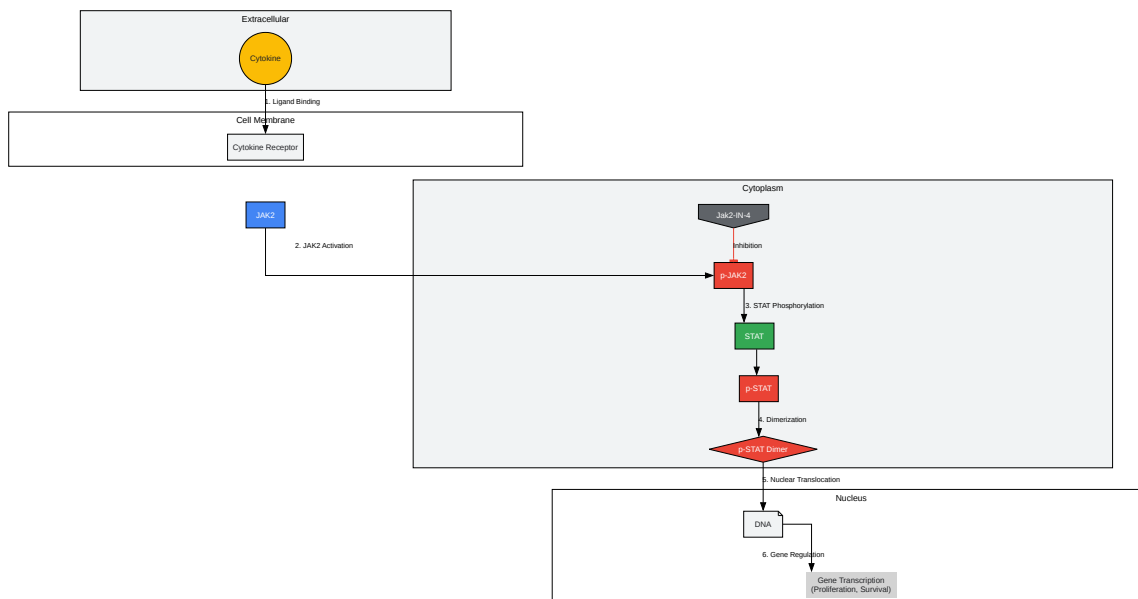 Extracellular
Cytokine
1. Ligand Binding
Cell Membrane
Cytokine Receptor
Cytoplasm
JAK2
Jak2-IN-4
2. JAK2 Activation
Inhibition
p-JAK2
3. STAT Phosphorylation
STAT
p-STAT
4. Dimerization
p-STAT Dimer
5. Nuclear Translocation
Nucleus
DNA
6. Gene Regulation
Gene Transcription
(Proliferation, Survival)